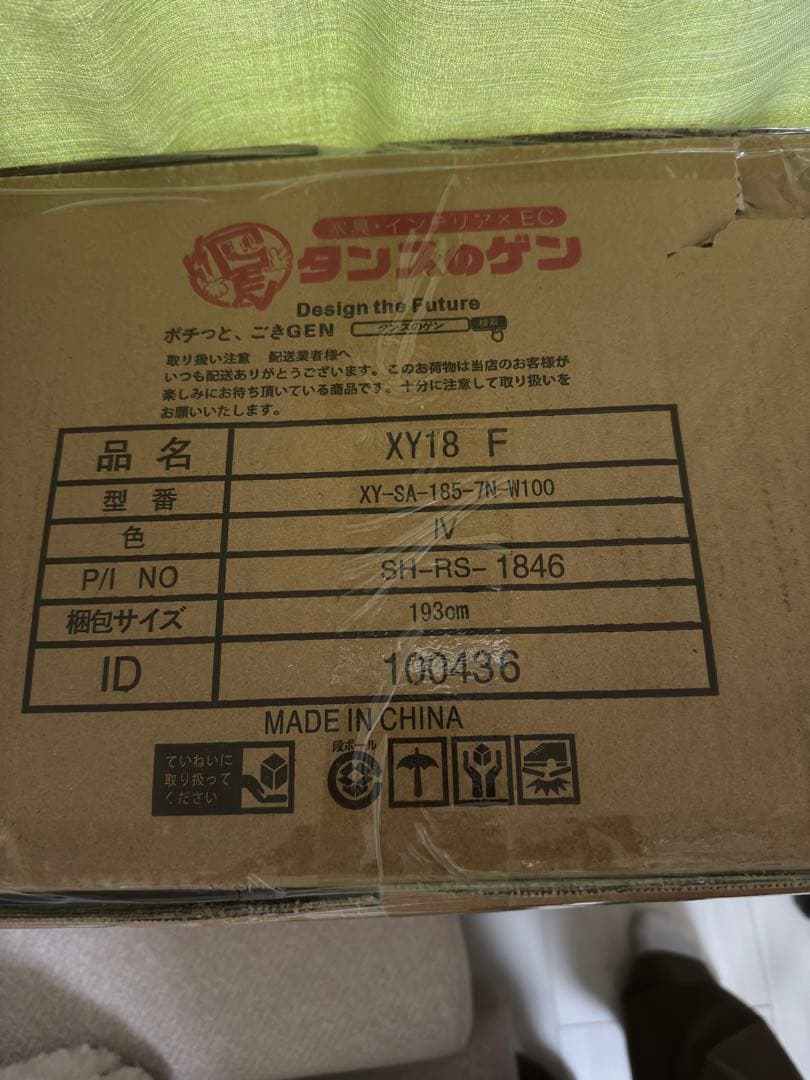 家具・インテリア×EC
タンスのゲン
Design the Future
ポチっと、ごきGEN タンスのゲン 検索
取り扱い注意 配送業者様へ
いつも配送ありがとうございます。このお荷物は当店のお客様が
楽しみにお待ち頂いている商品です。十分に注意して取り扱いを
お願いいたします。
品名 XY18 F
型番 XY-SA-185-7N-W100
色 IV
P/I NO SH-RS-1846
梱包サイズ 193cm
ID 100436
MADE IN CHINA
ていねいに
取り扱って
ください
段ボール